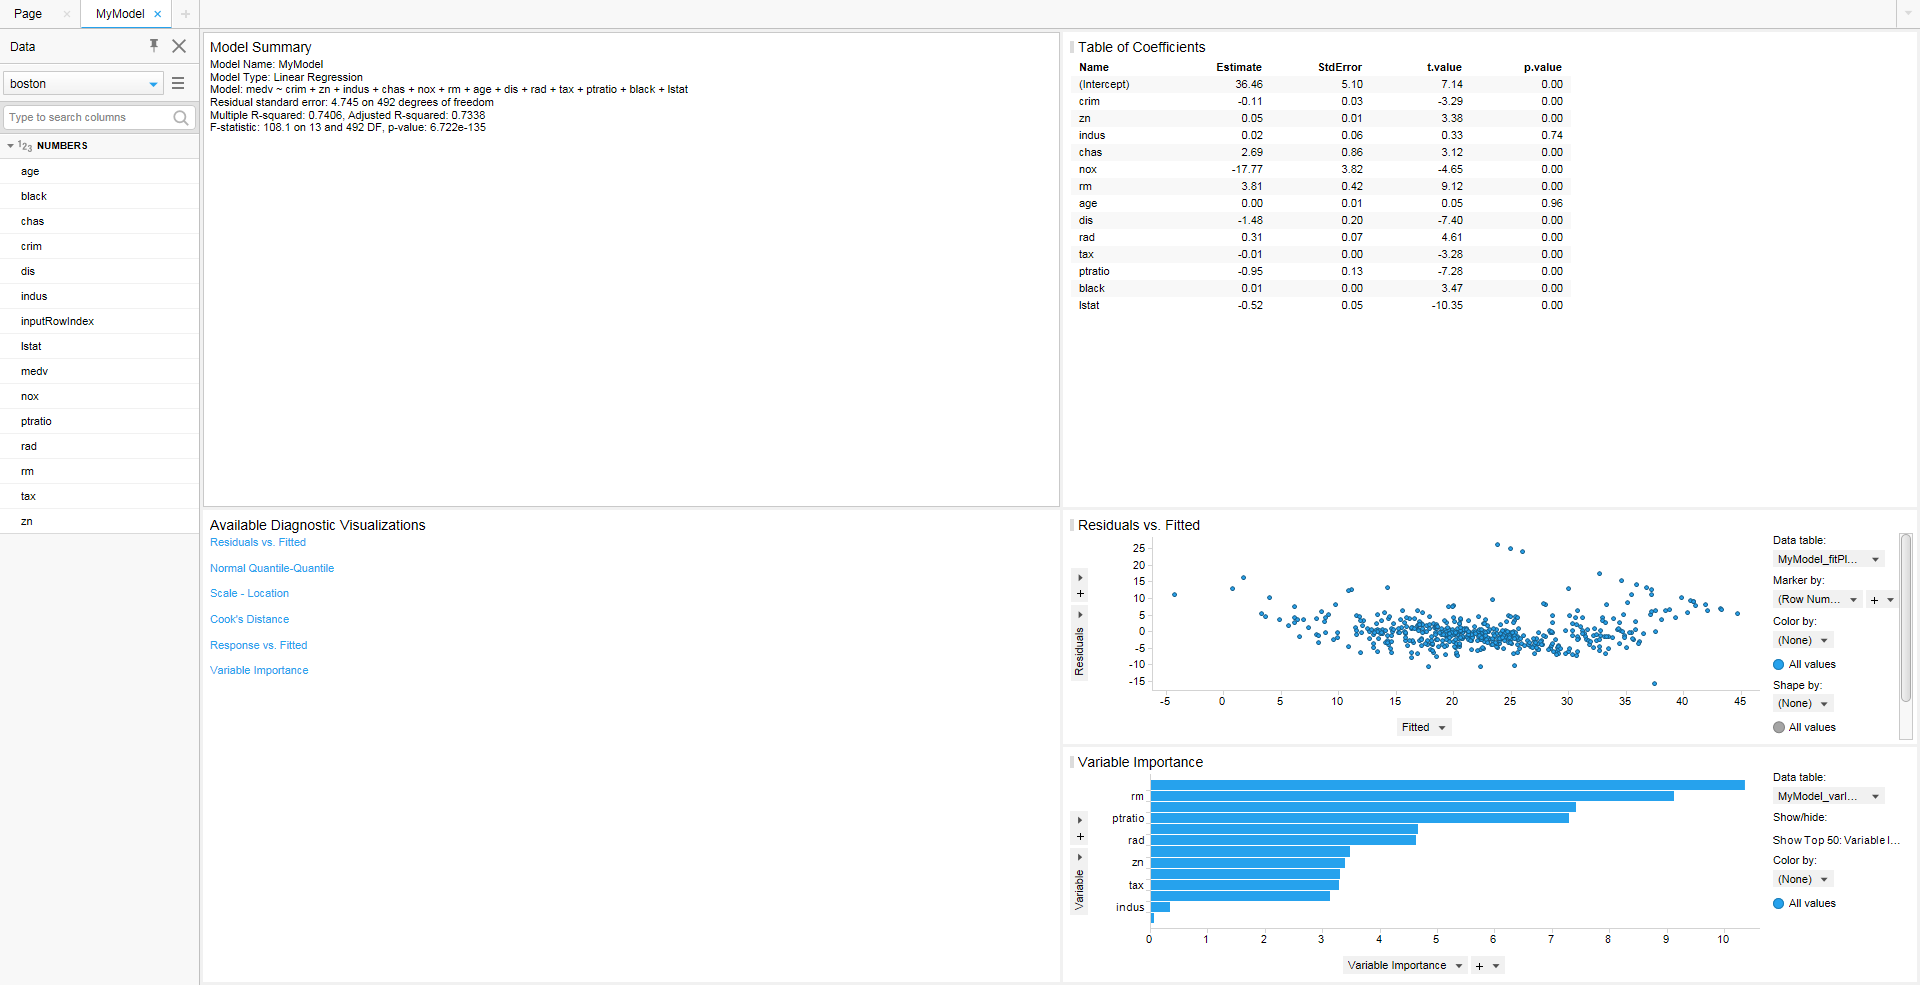 Page
MyModel
Data
boston
Type to search columns
123 NUMBERS
age
black
chas
crim
dis
indus
inputRowIndex
lstat
medv
nox
ptratio
rad
rm
tax
zn
Model Summary
Model Name: MyModel
Model Type: Linear Regression
Model: medv ~ crim + zn + indus + chas + nox + rm + age + dis + rad + tax + ptratio + black + lstat
Residual standard error: 4.745 on 492 degrees of freedom
Multiple R-squared: 0.7406, Adjusted R-squared: 0.7338
F-statistic: 108.1 on 13 and 492 DF, p-value: 6.722e-135
Table of Coefficients
Name Estimate StdError t.value p.value
(Intercept) 36.46 5.10 7.14 0.00
crim -0.11 0.03 -3.29 0.00
zn 0.05 0.01 3.38 0.00
indus 0.02 0.06 0.33 0.74
chas 2.69 0.86 3.12 0.00
nox -17.77 3.82 -4.65 0.00
rm 3.81 0.42 9.12 0.00
age 0.00 0.01 0.05 0.96
dis -1.48 0.20 -7.40 0.00
rad 0.31 0.07 4.61 0.00
tax -0.01 0.00 -3.28 0.00
ptratio -0.95 0.13 -7.28 0.00
black 0.01 0.00 3.47 0.00
lstat -0.52 0.05 -10.35 0.00
Available Diagnostic Visualizations
Residuals vs. Fitted
Normal Quantile-Quantile
Scale - Location
Cook's Distance
Response vs. Fitted
Variable Importance
Residuals vs. Fitted
Residuals
25
20
15
10
5
0
-5
-10
-15
-5 0 5 10 15 20 25 30 35 40 45
Fitted
Data table:
MyModel_fitPl...
Marker by:
(Row Num... +
Color by:
(None)
All values
Shape by:
(None)
All values
Variable Importance
Variable
rm
ptratio
rad
zn
tax
indus
0 1 2 3 4 5 6 7 8 9 10
Variable Importance +
Data table:
MyModel_varI...
Show/hide:
Show Top 50: Variable I...
Color by:
(None)
All values